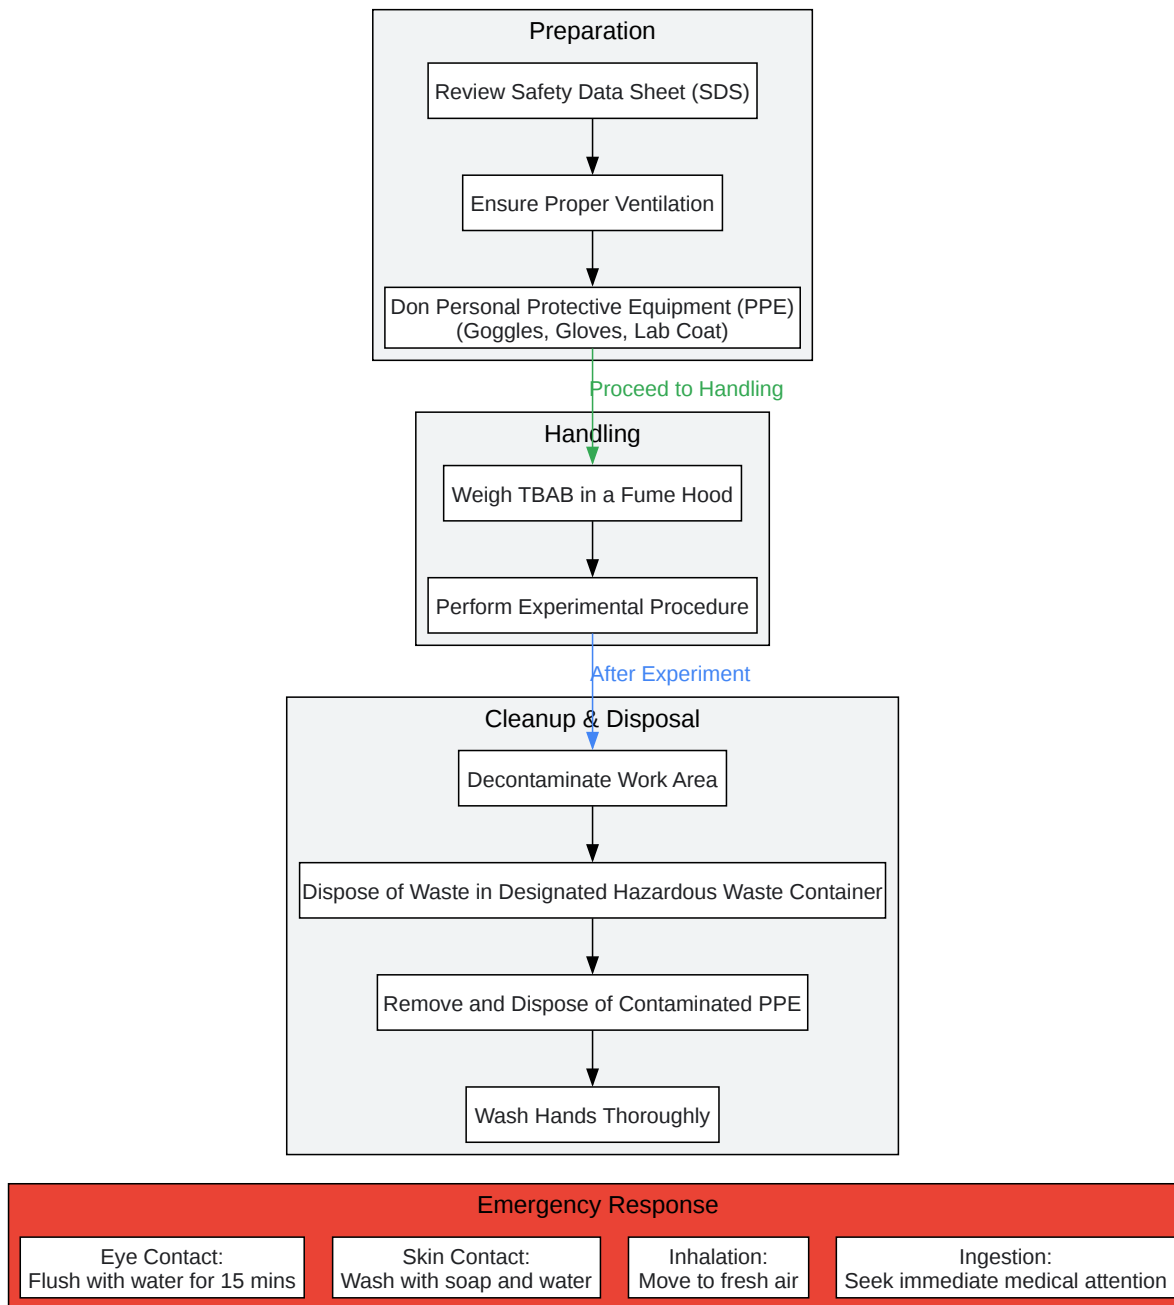 Preparation
Review Safety Data Sheet (SDS)
Ensure Proper Ventilation
Don Personal Protective Equipment (PPE)
(Goggles, Gloves, Lab Coat)
Proceed to Handling
Handling
Weigh TBAB in a Fume Hood
Perform Experimental Procedure
After Experiment
Cleanup & Disposal
Decontaminate Work Area
Dispose of Waste in Designated Hazardous Waste Container
Remove and Dispose of Contaminated PPE
Wash Hands Thoroughly
Emergency Response
Eye Contact:
Flush with water for 15 mins
Skin Contact:
Wash with soap and water
Inhalation:
Move to fresh air
Ingestion:
Seek immediate medical attention